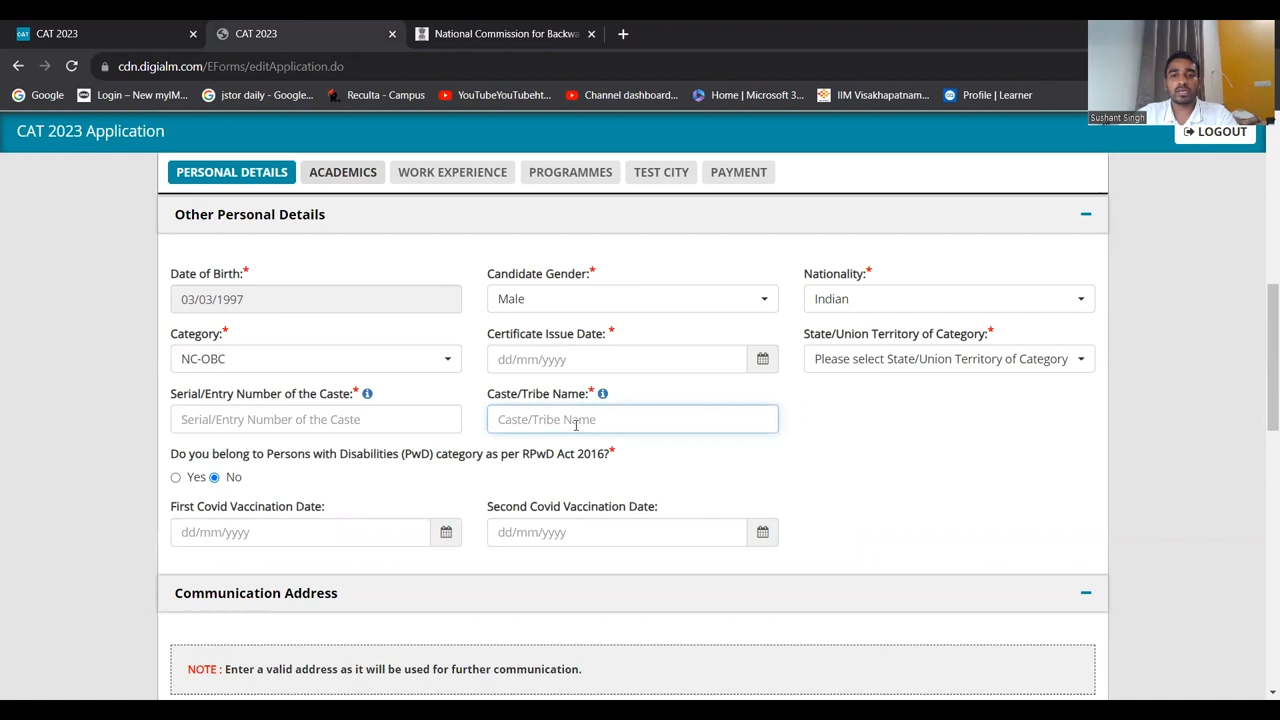 CAT CAT 2023
CAT 2023
National Commission for Backwa
cdn.digialm.com/EForms/editApplication.do
Google
Login – New myIM...
jstor daily - Google...
Reculta - Campus
YouTubeYouTubeht...
Channel dashboard...
Home | Microsoft 3...
IIM Visakhapatnam...
Profile | Learner
Sushant Singh
CAT 2023 Application
LOGOUT
PERSONAL DETAILS
ACADEMICS
WORK EXPERIENCE
PROGRAMMES
TEST CITY
PAYMENT
Other Personal Details
Date of Birth:*
Candidate Gender:*
Nationality:*
03/03/1997
Male
Indian
Category:*
Certificate Issue Date: *
State/Union Territory of Category:*
NC-OBC
dd/mm/yyyy
Please select State/Union Territory of Category
Serial/Entry Number of the Caste:*
Caste/Tribe Name:*
Serial/Entry Number of the Caste
Caste/Tribe Name
Do you belong to Persons with Disabilities (PwD) category as per RPwD Act 2016?*
Yes No
First Covid Vaccination Date:
Second Covid Vaccination Date:
dd/mm/yyyy
dd/mm/yyyy
Communication Address
NOTE : Enter a valid address as it will be used for further communication.